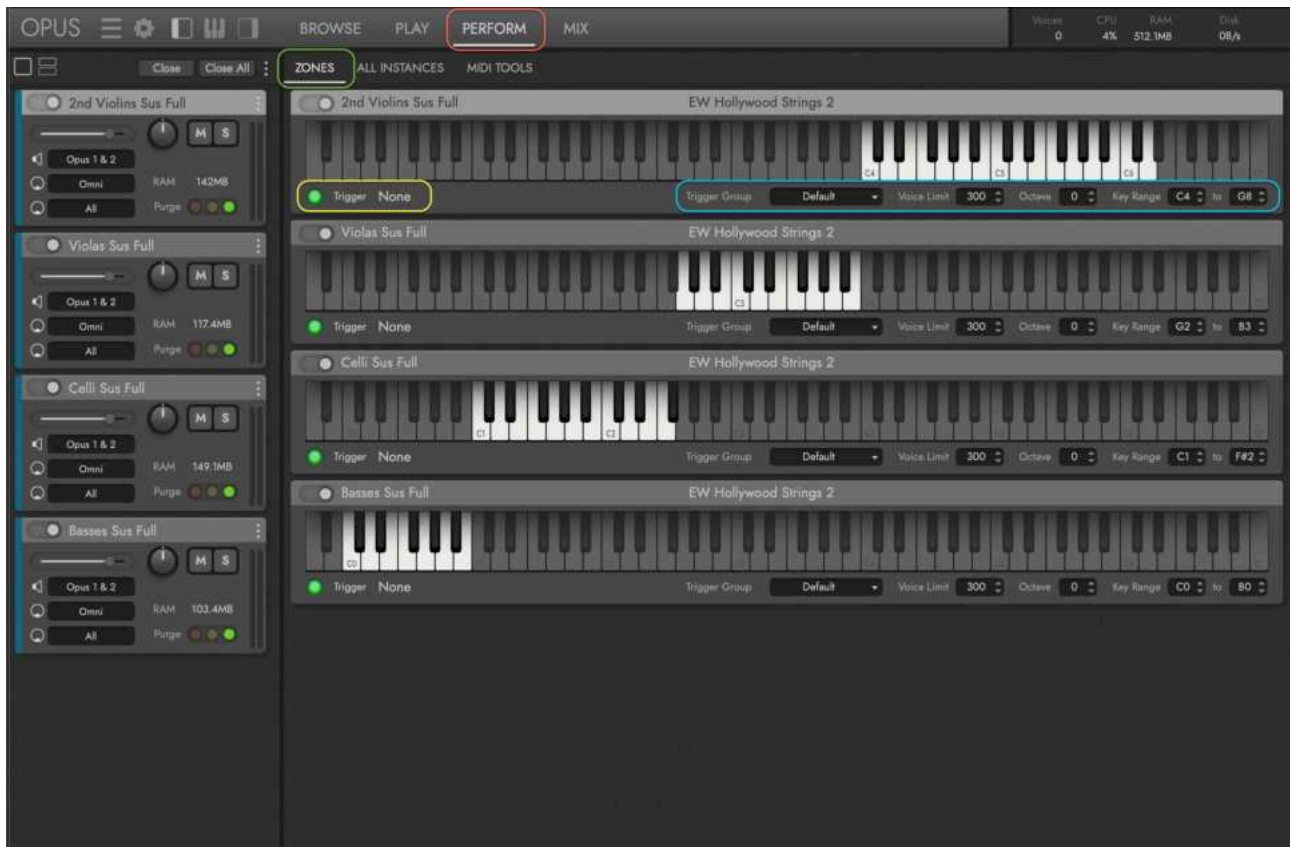 OPUS BROWSE PLAY PERFORM MIX Voices CPU RAM Disk
0 4% 512.1MB 0B/s
Close Close All ZONES ALL INSTANCES MIDI TOOLS
2nd Violins Sus Full
M S
Opus 1 & 2
Omni RAM 142MB
All Purge
Violas Sus Full
M S
Opus 1 & 2
Omni RAM 117.4MB
All Purge
Celli Sus Full
M S
Opus 1 & 2
Omni RAM 149.1MB
All Purge
Basses Sus Full
M S
Opus 1 & 2
Omni RAM 103.4MB
All Purge
2nd Violins Sus Full EW Hollywood Strings 2
C4 C5 C6
Trigger None Trigger Group Default Voice Limit 300 Octave 0 Key Range C4 to G8
Violas Sus Full EW Hollywood Strings 2
C3
Trigger None Trigger Group Default Voice Limit 300 Octave 0 Key Range G2 to B3
Celli Sus Full EW Hollywood Strings 2
C1 C2
Trigger None Trigger Group Default Voice Limit 300 Octave 0 Key Range C1 to F#2
Basses Sus Full EW Hollywood Strings 2
C0
Trigger None Trigger Group Default Voice Limit 300 Octave 0 Key Range C0 to B0